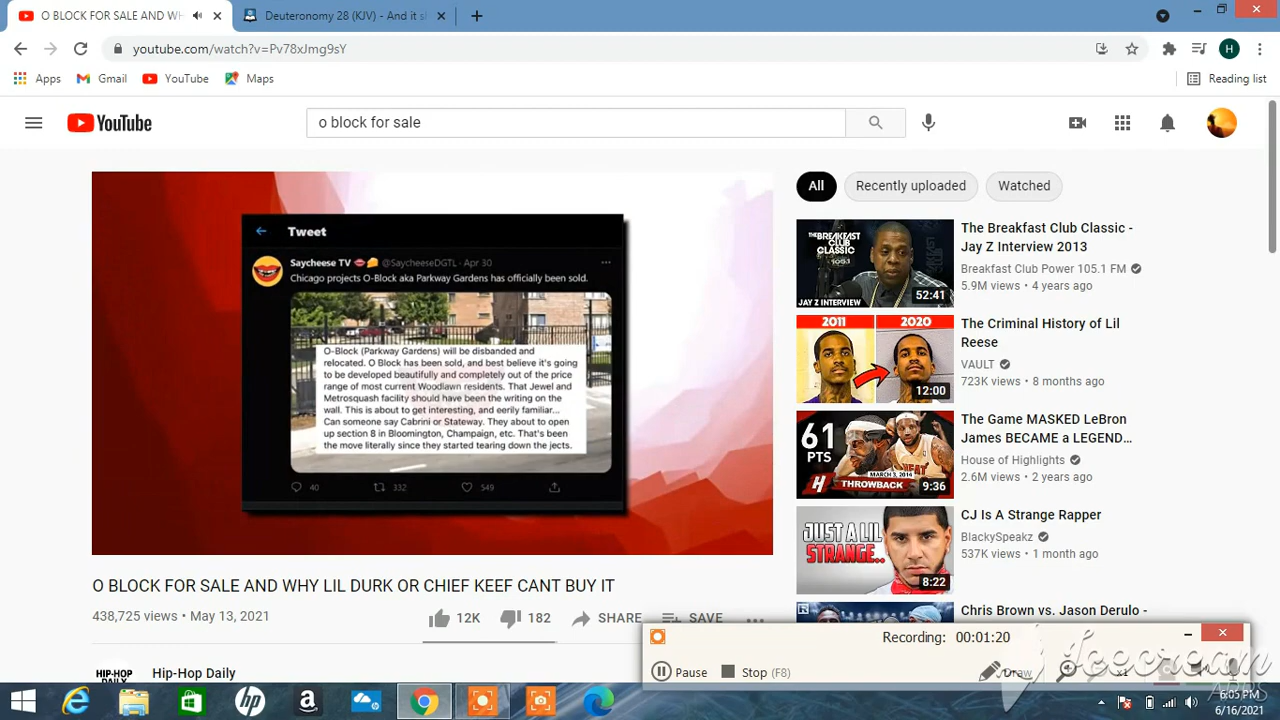 O BLOCK FOR SALE AND WH
Deuteronomy 28 (KJV) - And it s
youtube.com/watch?v=Pv78xJmg9sY
Apps
Gmail
YouTube
Maps
Reading list
YouTube
o block for sale
Tweet
Saycheese TV
@SaycheeseDGTL · Apr 30
Chicago projects O-Block aka Parkway Gardens has officially been sold.
O-Block (Parkway Gardens) will be disbanded and
relocated. O Block has been sold, and best believe it's going
to be developed beautifully and completely out of the price
range of most current Woodlawn residents. That Jewel and
Metrosquash facility should have been the writing on the
wall. This is about to get interesting, and eerily familiar...
Can someone say Cabrini or Stateway. They about to open
up section 8 in Bloomington, Champaign, etc. That's been
the move literally since they started tearing down the jects.
40
332
549
O BLOCK FOR SALE AND WHY LIL DURK OR CHIEF KEEF CANT BUY IT
438,725 views • May 13, 2021
12K
182
SHARE
SAVE
HIP-HOP
DAILY
Hip-Hop Daily
All
Recently uploaded
Watched
THE BREAKFAST CLUB CLASSIC
POWER 105.1
JAY Z INTERVIEW
52:41
The Breakfast Club Classic -
Jay Z Interview 2013
Breakfast Club Power 105.1 FM
5.9M views • 4 years ago
2011
2020
12:00
The Criminal History of Lil
Reese
VAULT
723K views • 8 months ago
61
PTS
MARCH 3, 2014
THROWBACK
9:36
The Game MASKED LeBron
James BECAME a LEGEND...
House of Highlights
2.6M views • 2 years ago
JUST A LIL
STRANGE..
8:22
CJ Is A Strange Rapper
BlackySpeakz
537K views • 1 month ago
Chris Brown vs. Jason Derulo -
Recording: 00:01:20
Pause
Stop (F8)
Draw
x1
Icecream
APPS
H
6:05 PM
6/16/2021